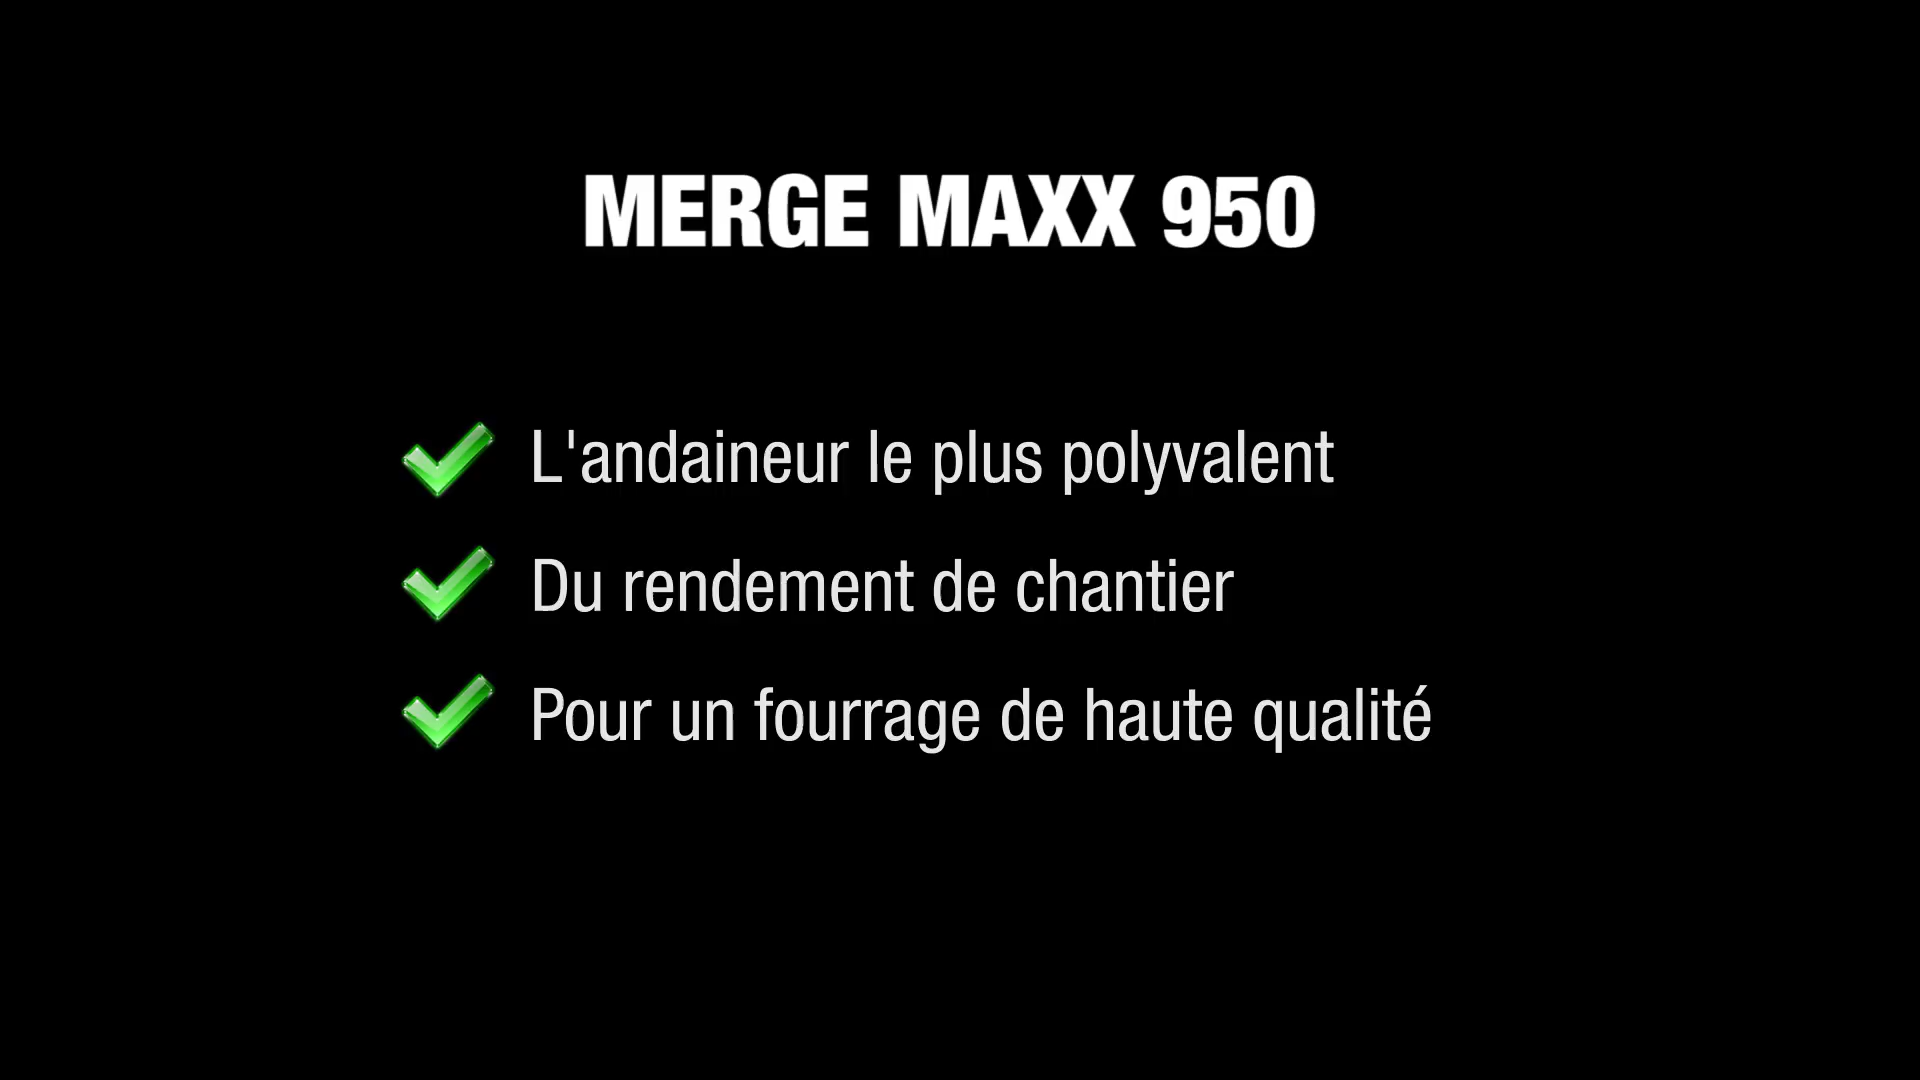 MERGE MAXX 950
L'andaineur le plus polyvalent
Du rendement de chantier
Pour un fourrage de haute qualité